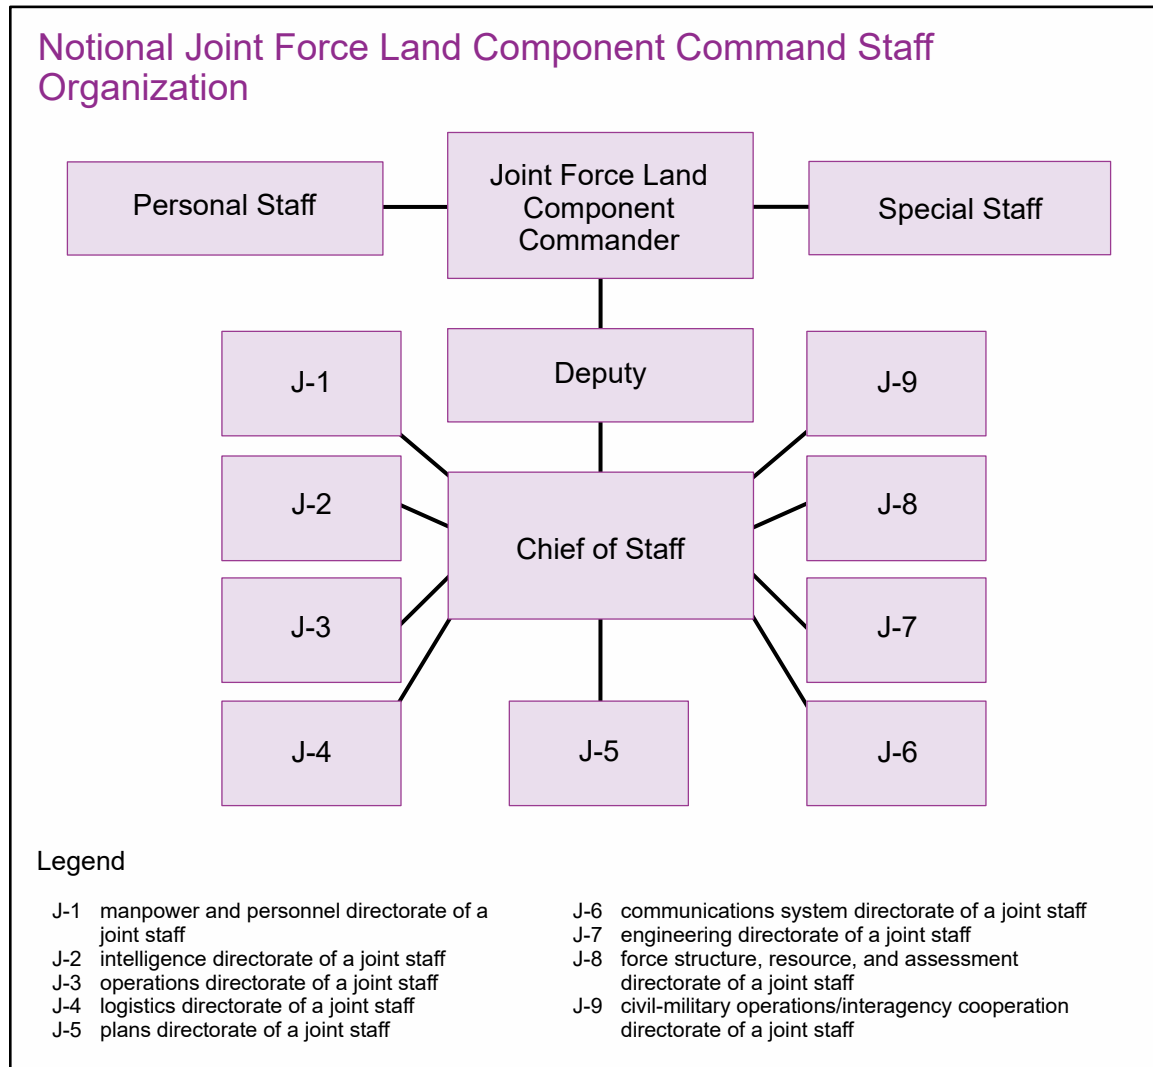 Notional Joint Force Land Component Command Staff
Organization
Personal Staff
Joint Force Land
Component
Commander
Special Staff
Deputy
J-1
J-9
J-2
J-8
Chief of Staff
J-3
J-7
J-4
J-5
J-6
Legend
J-1 manpower and personnel directorate of a
joint staff
J-2 intelligence directorate of a joint staff
J-3 operations directorate of a joint staff
J-4 logistics directorate of a joint staff
J-5 plans directorate of a joint staff
J-6 communications system directorate of a joint staff
J-7 engineering directorate of a joint staff
J-8 force structure, resource, and assessment
directorate of a joint staff
J-9 civil-military operations/interagency cooperation
directorate of a joint staff